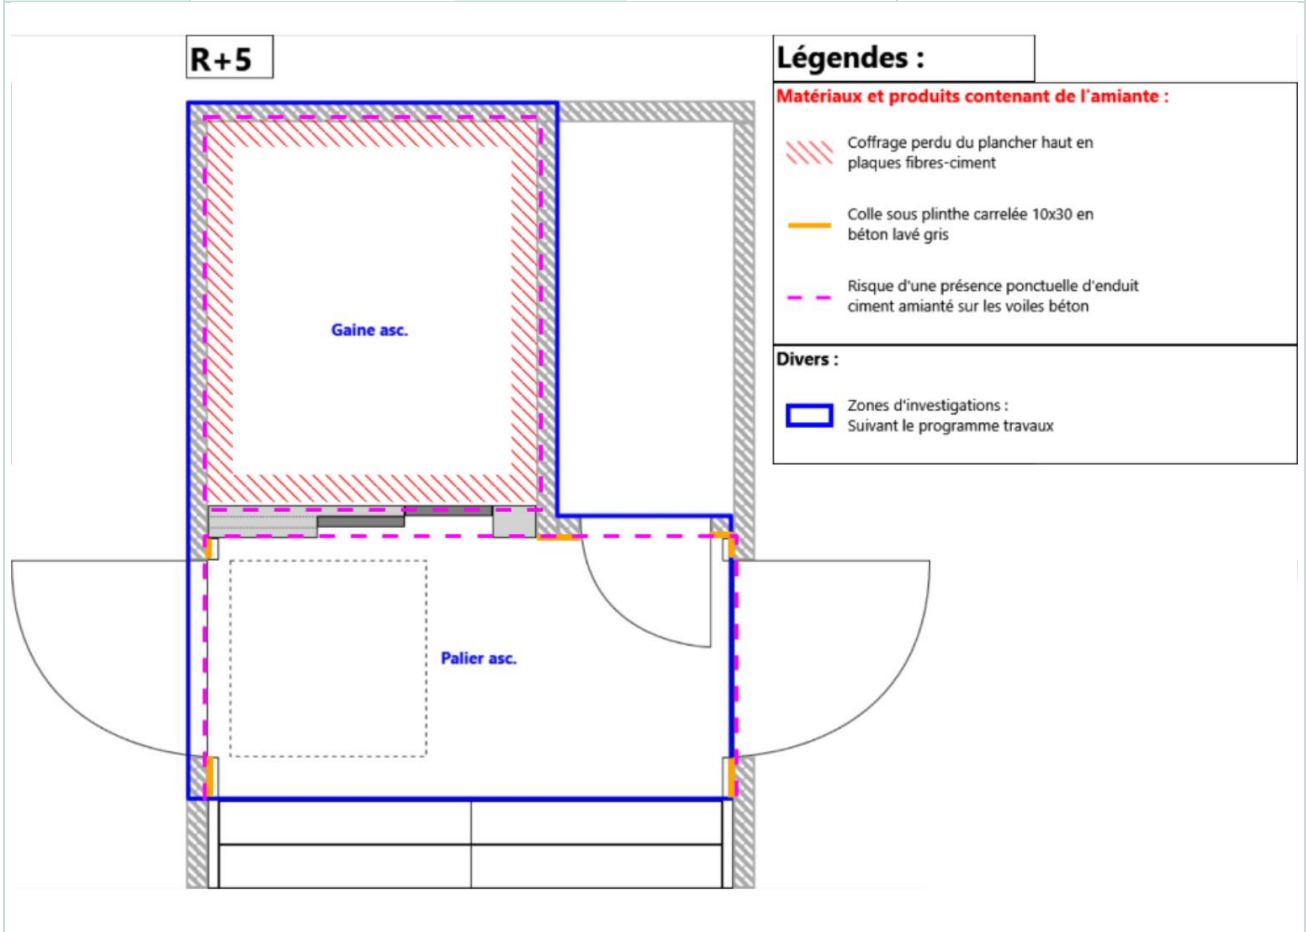 R+5
Légendes :
Matériaux et produits contenant de l'amiante :
Coffrage perdu du plancher haut en
plaques fibres-ciment
Colle sous plinthe carrelée 10x30 en
béton lavé gris
Risque d'une présence ponctuelle d'enduit
ciment amianté sur les voiles béton
Divers :
Zones d'investigations :
Suivant le programme travaux
Gaine asc.
Palier asc.